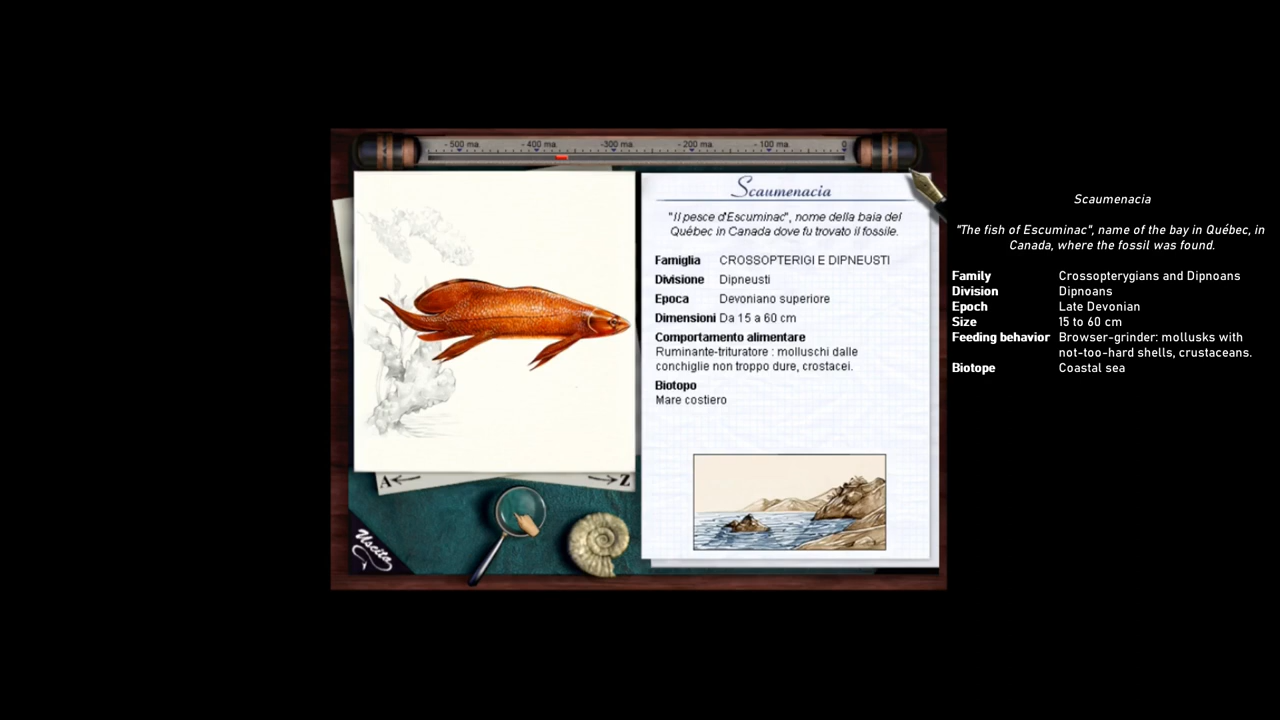 - 500 ma
- 400 ma
- 300 ma
- 200 ma
- 100 ma
0
Scaumenacia
"Il pesce d'Escuminac", nome della baia del
Québec in Canada dove fu trovato il fossile.
Famiglia CROSSOPTERIGI E DIPNEUSTI
Divisione Dipneusti
Epoca Devoniano superiore
Dimensioni Da 15 a 60 cm
Comportamento alimentare
Ruminante-trituratore : molluschi dalle
conchiglie non troppo dure, crostacei.
Biotopo
Mare costiero
A
Z
Uscita
Scaumenacia
"The fish of Escuminac", name of the bay in Québec, in
Canada, where the fossil was found.
Family Crossopterygians and Dipnoans
Division Dipnoans
Epoch Late Devonian
Size 15 to 60 cm
Feeding behavior Browser-grinder: mollusks with
not-too-hard shells, crustaceans.
Biotope Coastal sea